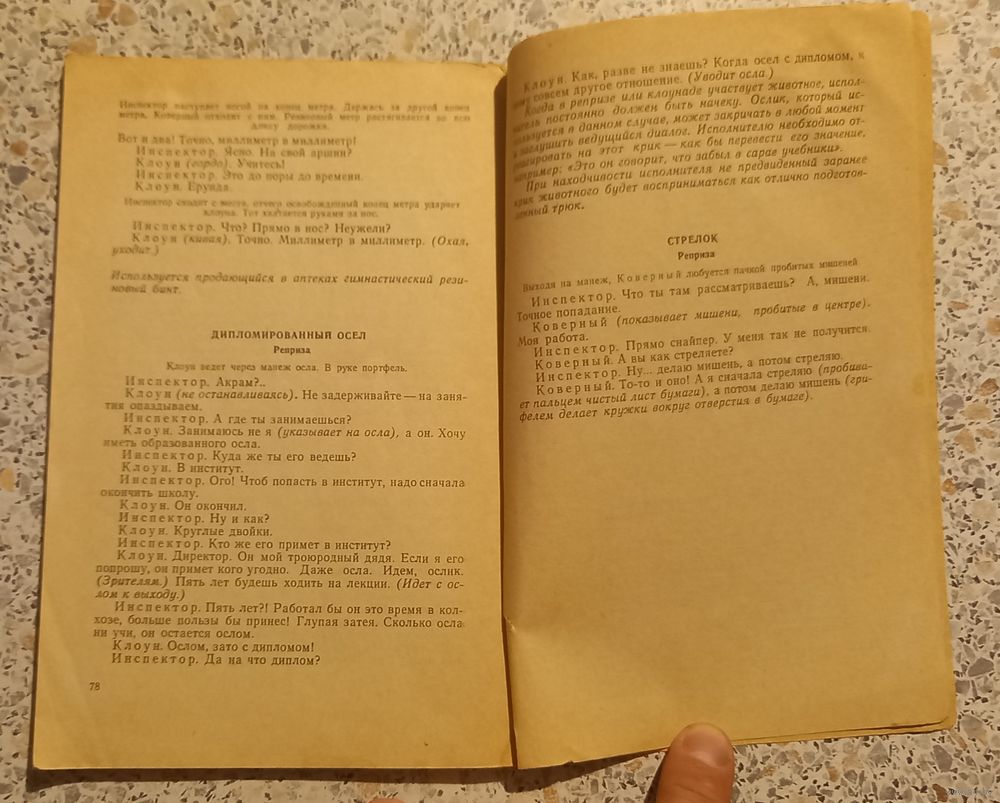 Инспектор наступает ногой на конец метра. Держась за другой конец
метра, Коверный отходит с ним. Резиновый метр растягивается во всю
длину дорожки.
Вот и два! Точно, миллиметр в миллиметр!
Инспектор. Ясно. На свой аршин?
Клоун (гордо). Учитесь!
Инспектор. Это до поры до времени.
Клоун. Ерунда.
Инспектор сходит с места, отчего освобожденный конец метра ударяет
клоуна. Тот хватается руками за нос.
Инспектор. Что? Прямо в нос? Неужели?
Клоун (кивая). Точно. Миллиметр в миллиметр. (Охая,
уходит.)
Используется продающийся в аптеках гимнастический рези-
новый бинт.
ДИПЛОМИРОВАННЫЙ ОСЕЛ
Реприза
Клоун ведет через манеж осла. В руке портфель.
Инспектор. Акрам?..
Клоун (не останавливаясь). Не задерживайте — на заня-
тия опаздываем.
Инспектор. А где ты занимаешься?
Клоун. Занимаюсь не я (указывает на осла), а он. Хочу
иметь образованного осла.
Инспектор. Куда же ты его ведешь?
Клоун. В институт.
Инспектор. Ого! Чтоб попасть в институт, надо сначала
окончить школу.
Клоун. Он окончил.
Инспектор. Ну и как?
Клоун. Круглые двойки.
Инспектор. Кто же его примет в институт?
Клоун. Директор. Он мой троюродный дядя. Если я его
попрошу, он примет кого угодно. Даже осла. Идем, ослик.
(Зрителям.) Пять лет будешь ходить на лекции. (Идет с ос-
лом к выходу.)
Инспектор. Пять лет?! Работал бы он это время в кол-
хозе, больше пользы бы принес! Глупая затея. Сколько осла
ни учи, он остается ослом.
Клоун. Ослом, зато с дипломом!
Инспектор. Да на что диплом?
78
Клоун. Как, разве не знаешь? Когда осел с дипломом, к
нему совсем другое отношение. (Уводит осла.)
Когда в репризе или клоунаде участвует животное, испол-
нитель постоянно должен быть начеку. Ослик, который ис-
пользуется в данном случае, может закричать в любой момент
и заглушить ведущийся диалог. Исполнителю необходимо от-
реагировать на этот крик — как бы перевести его значение,
например: «Это он говорит, что забыл в сарае учебники».
При находчивости исполнителя не предвиденный заранее
крик животного будет восприниматься как отлично подготов-
ленный трюк.
СТРЕЛОК
Реприза
Выходя на манеж, Коверный любуется пачкой пробитых мишеней
Инспектор. Что ты там рассматриваешь? А, мишени.
Точное попадание.
Коверный (показывает мишени, пробитые в центре).
Моя работа.
Инспектор. Прямо снайпер. У меня так не получится.
Коверный. А вы как стреляете?
Инспектор. Ну... делаю мишень, а потом стреляю.
Коверный. То-то и оно! А я сначала стреляю (пробива-
ет пальцем чистый лист бумаги), а потом делаю мишень (гри-
фелем делает кружки вокруг отверстия в бумаге).